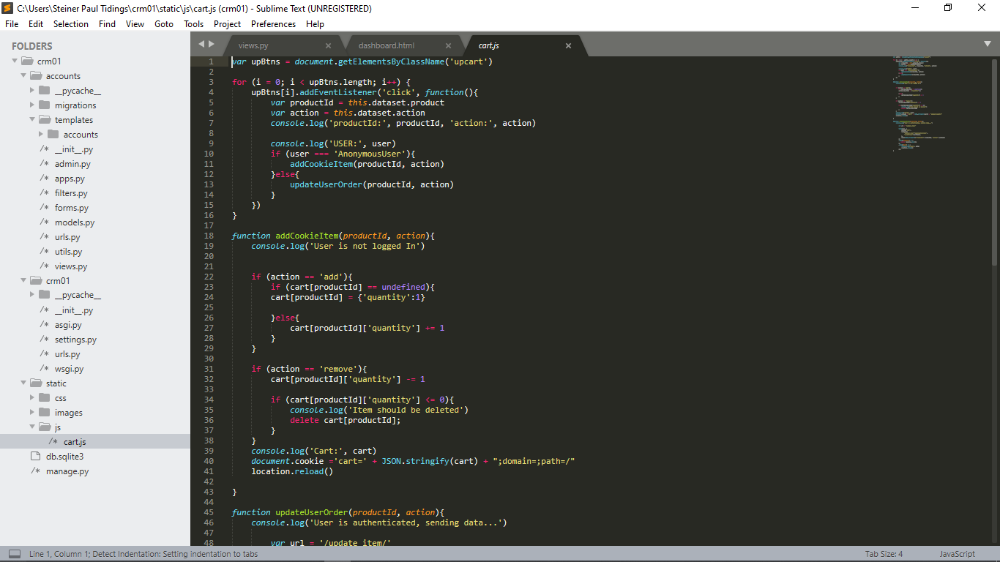 C:\Users\Steiner Paul Tidings\crm01\static\js\cart.js (crm01) - Sublime Text (UNREGISTERED)
File Edit Selection Find View Goto Tools Project Preferences Help
FOLDERS
crm01
accounts
__pycache__
migrations
templates
accounts
/* __init__.py
/* admin.py
/* apps.py
/* filters.py
/* forms.py
/* models.py
/* urls.py
/* utils.py
/* views.py
crm01
__pycache__
/* __init__.py
/* asgi.py
/* settings.py
/* urls.py
/* wsgi.py
static
css
images
js
/* cart.js
db.sqlite3
/* manage.py
views.py dashboard.html cart.js
1 var upBtns = document.getElementsByClassName('upcart')
2
3 for (i = 0; i < upBtns.length; i++) {
4 upBtns[i].addEventListener('click', function(){
5 var productId = this.dataset.product
6 var action = this.dataset.action
7 console.log('productId:', productId, 'action:', action)
8
9 console.log('USER:', user)
10 if (user === 'AnonymousUser'){
11 addCookieItem(productId, action)
12 }else{
13 updateUserOrder(productId, action)
14 }
15 })
16 }
17
18 function addCookieItem(productId, action){
19 console.log('User is not logged In')
20
21
22 if (action == 'add'){
23 if (cart[productId] == undefined){
24 cart[productId] = {'quantity':1}
25
26 }else{
27 cart[productId]['quantity'] += 1
28 }
29 }
30
31 if (action == 'remove'){
32 cart[productId]['quantity'] -= 1
33
34 if (cart[productId]['quantity'] <= 0){
35 console.log('Item should be deleted')
36 delete cart[productId];
37 }
38 }
39 console.log('Cart:', cart)
40 document.cookie ='cart=' + JSON.stringify(cart) + ";domain=;path=/"
41 location.reload()
42
43 }
44
45 function updateUserOrder(productId, action){
46 console.log('User is authenticated, sending data...')
47
48 var url = '/update_item/'
Line 1, Column 1; Detect Indentation: Setting indentation to tabs Tab Size: 4 JavaScript